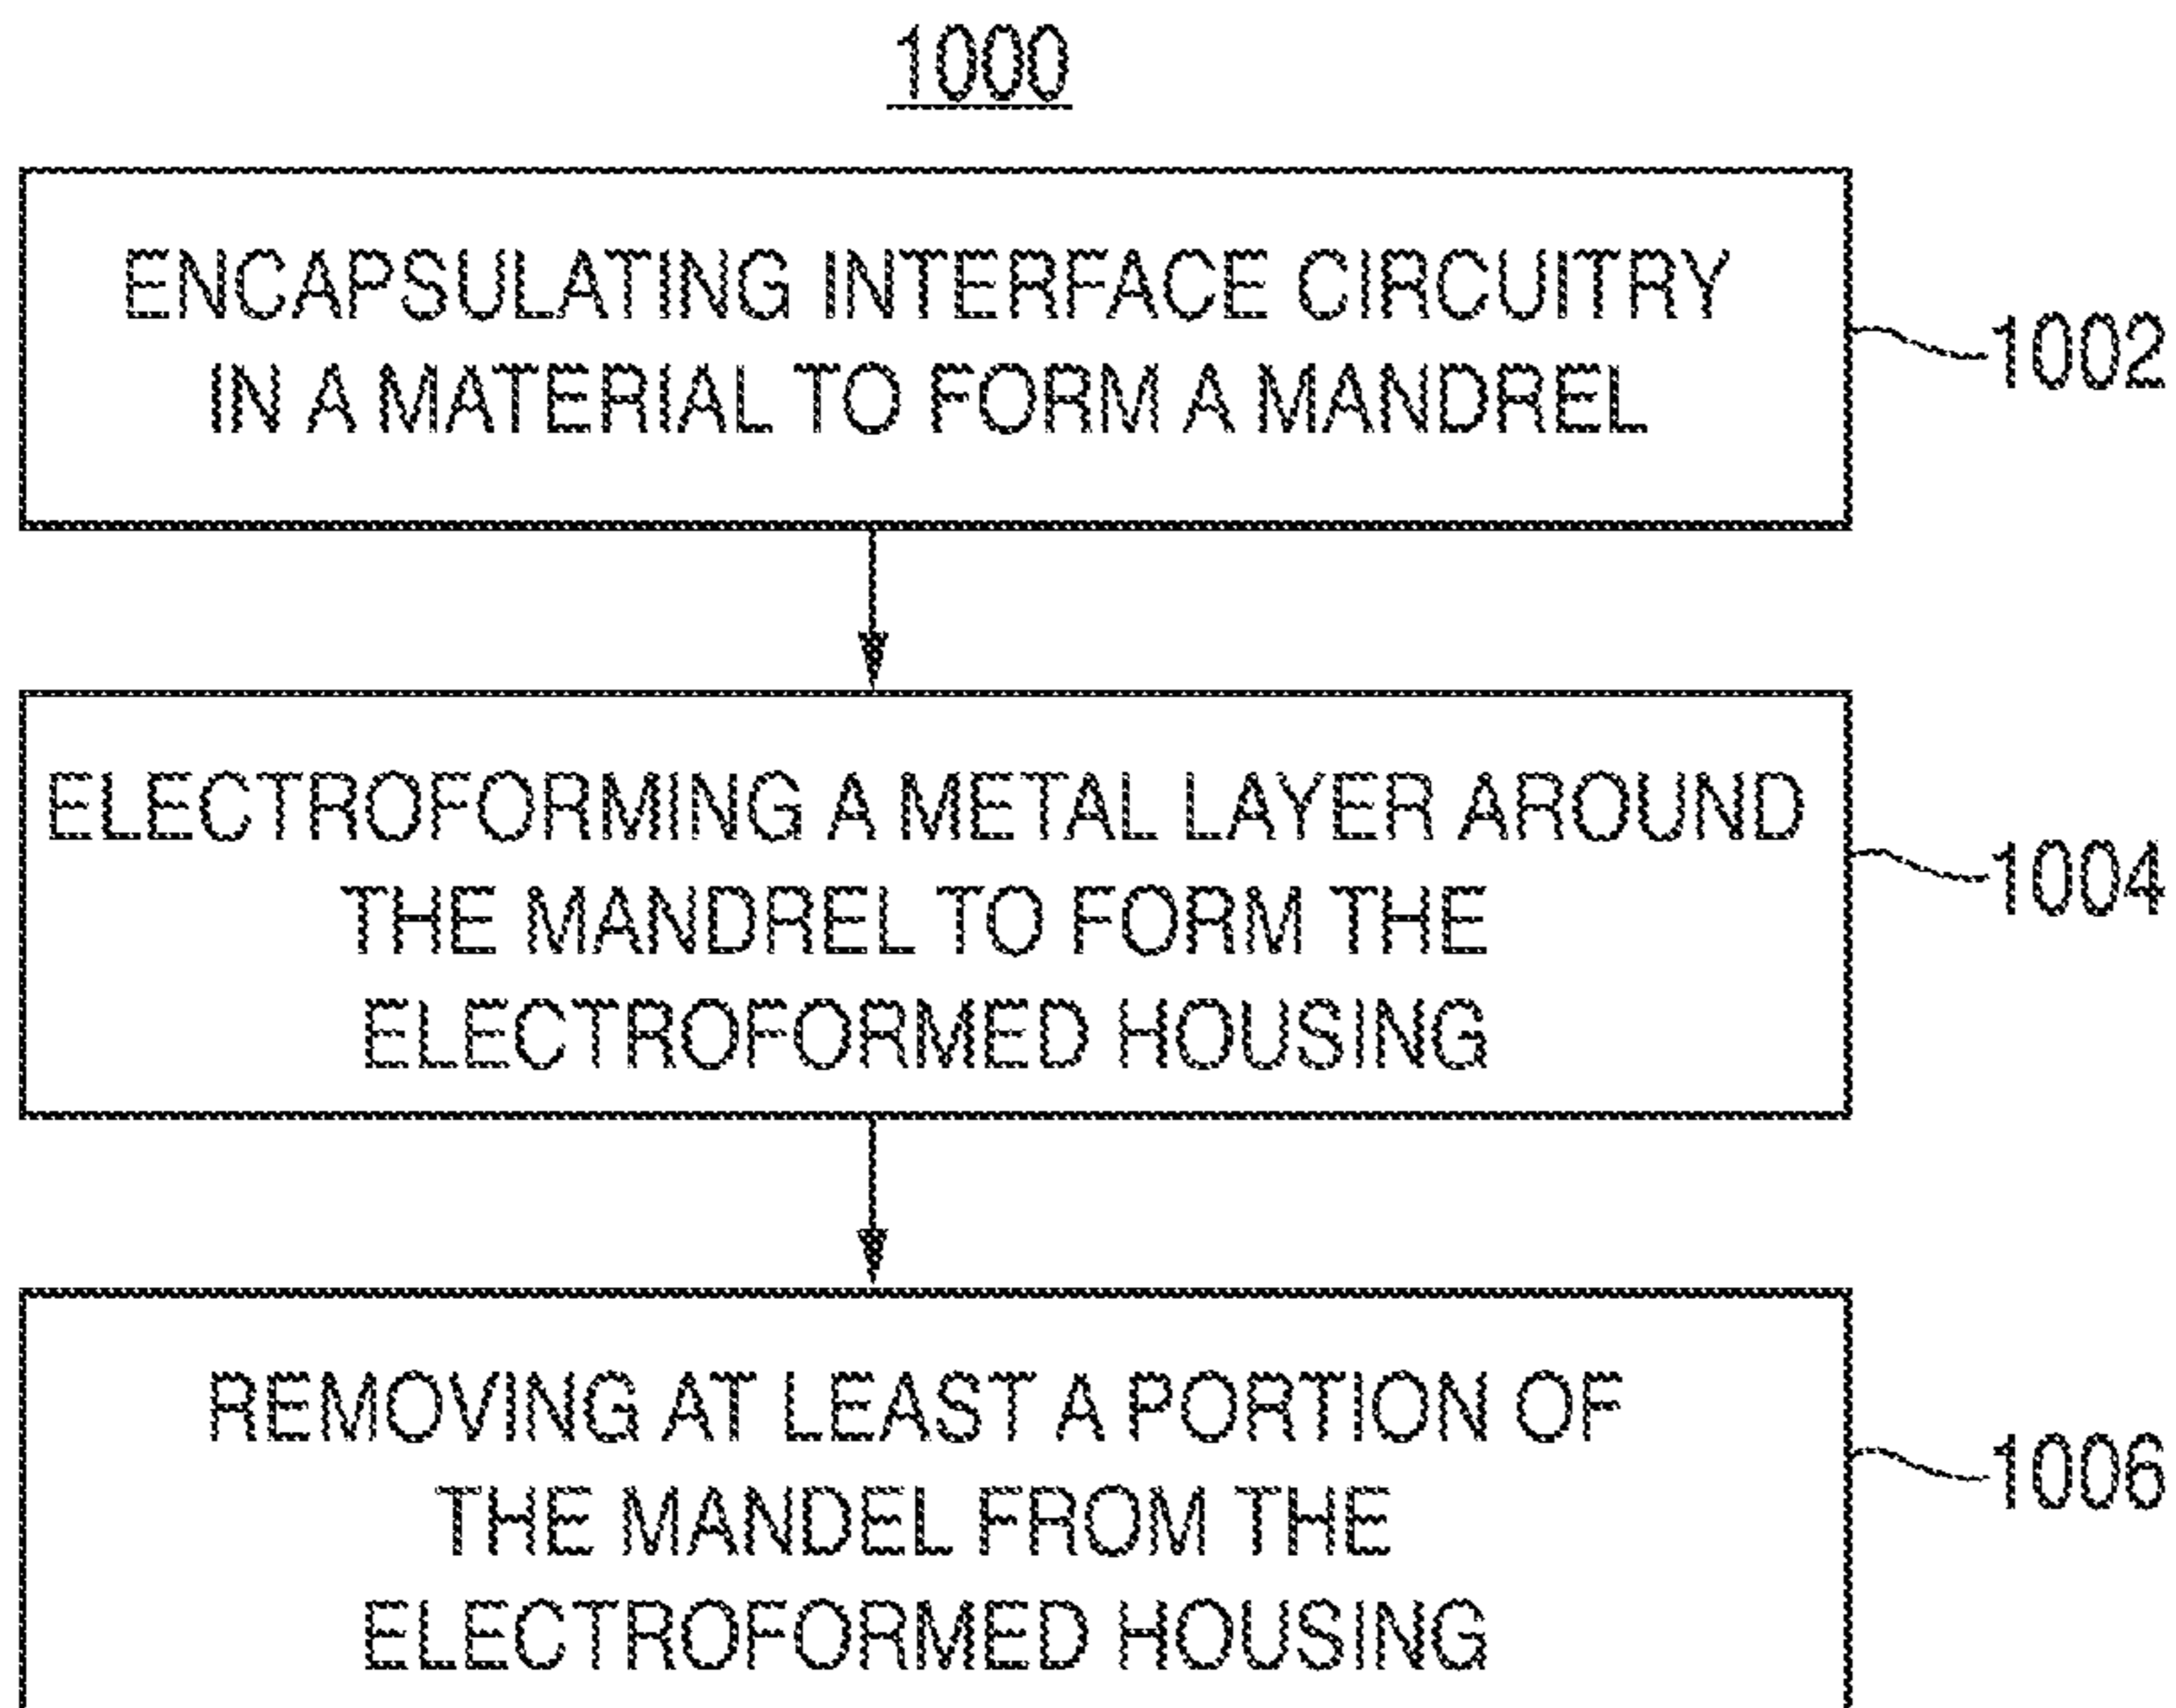 1000
ENCAPSULATING INTERFACE CIRCUITRY
IN A MATERIAL TO FORM A MANDREL
1002
ELECTROFORMING A METAL LAYER AROUND
THE MANDREL TO FORM THE
ELECTROFORMED HOUSING
1004
REMOVING AT LEAST A PORTION OF
THE MANDEL FROM THE
ELECTROFORMED HOUSING
1006